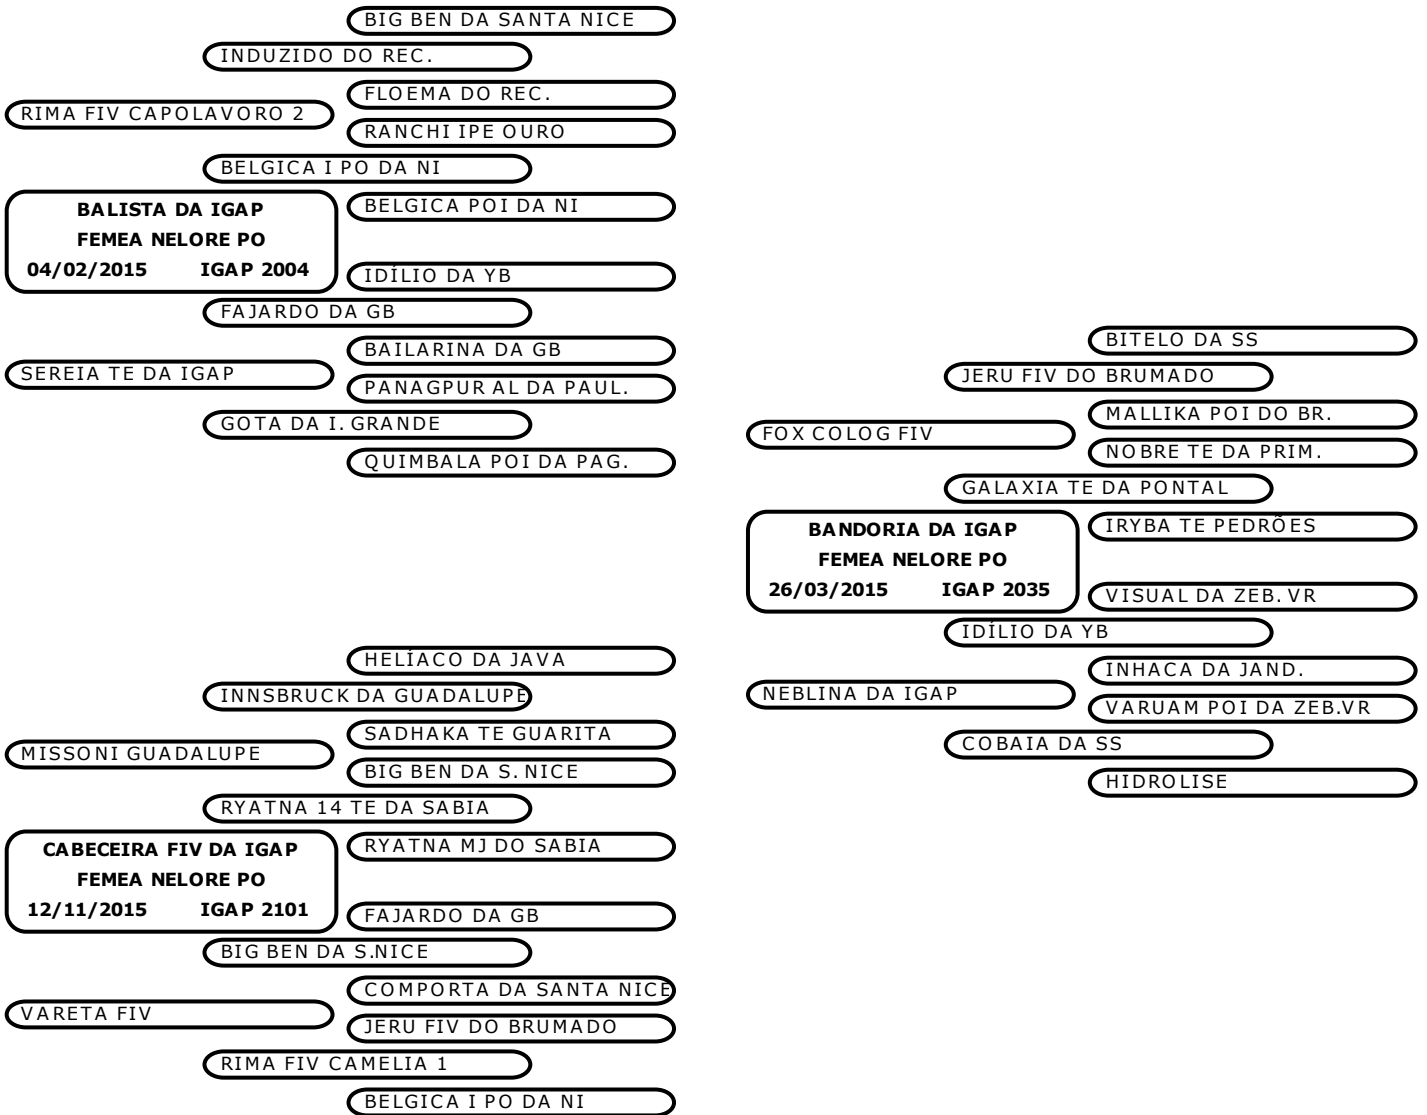 BIG BEN DA SANTA NICE
INDUZIDO DO REC.
FLOEMA DO REC.
RIMA FIV CAPOLAVORO 2
RANCHI IPE OURO
BELGICA I PO DA NI
BALISTA DA IGAP
BELGICA POI DA NI
FEMEA NELORE PO
04/02/2015 IGAP 2004
IDÍLIO DA YB
FAJARDO DA GB
BAILARINA DA GB
SEREIA TE DA IGAP
PANAGPUR AL DA PAUL.
GOTA DA I. GRANDE
QUIMBALA POI DA PAG.
BITELO DA SS
JERU FIV DO BRUMADO
MALLIKA POI DO BR.
FOX COLOG FIV
NOBRE TE DA PRIM.
GALAXIA TE DA PONTAL
BANDORIA DA IGAP
IRYBA TE PEDRÕES
FEMEA NELORE PO
26/03/2015 IGAP 2035
VISUAL DA ZEB. VR
IDÍLIO DA YB
INHACA DA JAND.
NEBLINA DA IGAP
VARUAM POI DA ZEB.VR
COBAIA DA SS
HIDROLISE
HELÍACO DA JAVA
INNSBRUCK DA GUADALUPE
SADHAKA TE GUARITA
MISSONI GUADALUPE
BIG BEN DA S. NICE
RYATNA 14 TE DA SABIA
CABECEIRA FIV DA IGAP
RYATNA MJ DO SABIA
FEMEA NELORE PO
12/11/2015 IGAP 2101
FAJARDO DA GB
BIG BEN DA S.NICE
COMPORTA DA SANTA NICE
VARETA FIV
JERU FIV DO BRUMADO
RIMA FIV CAMELIA 1
BELGICA I PO DA NI